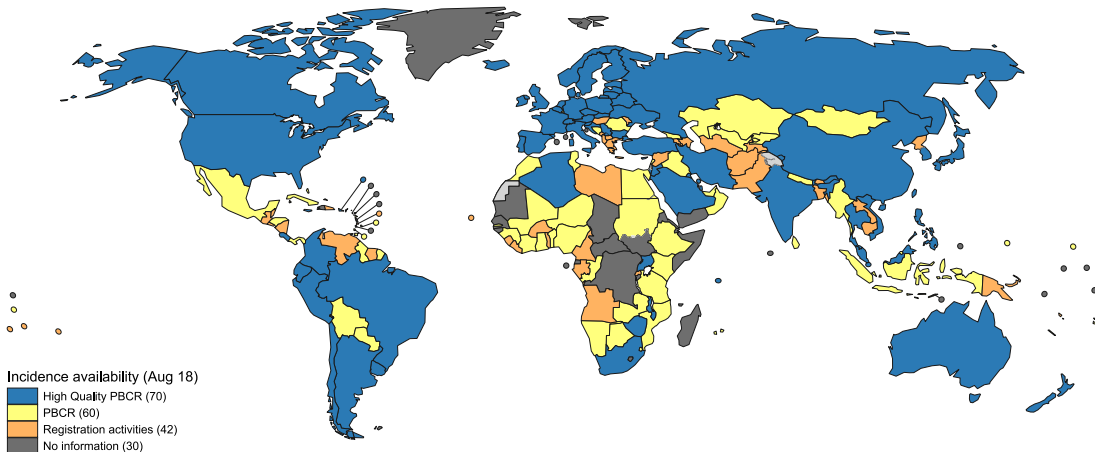 Incidence availability (Aug 18)
High Quality PBCR (70)
PBCR (60)
Registration activities (42)
No information (30)